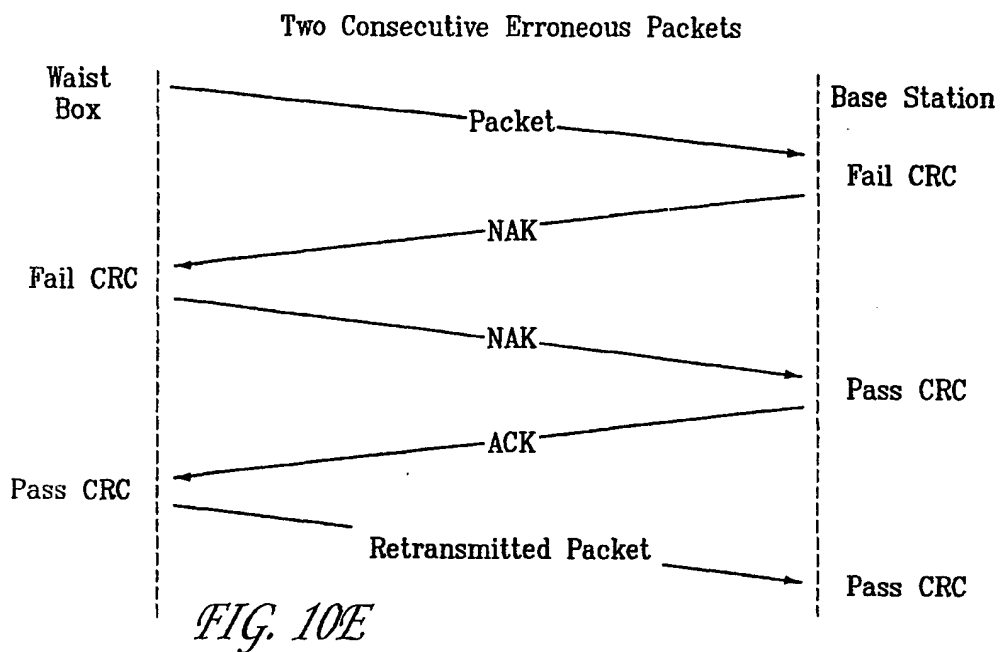 Two Consecutive Erroneous Packets
Waist
Box
Base Station
Packet
Fail CRC
NAK
Fail CRC
NAK
Pass CRC
ACK
Pass CRC
Retransmitted Packet
Pass CRC
FIG. 10E